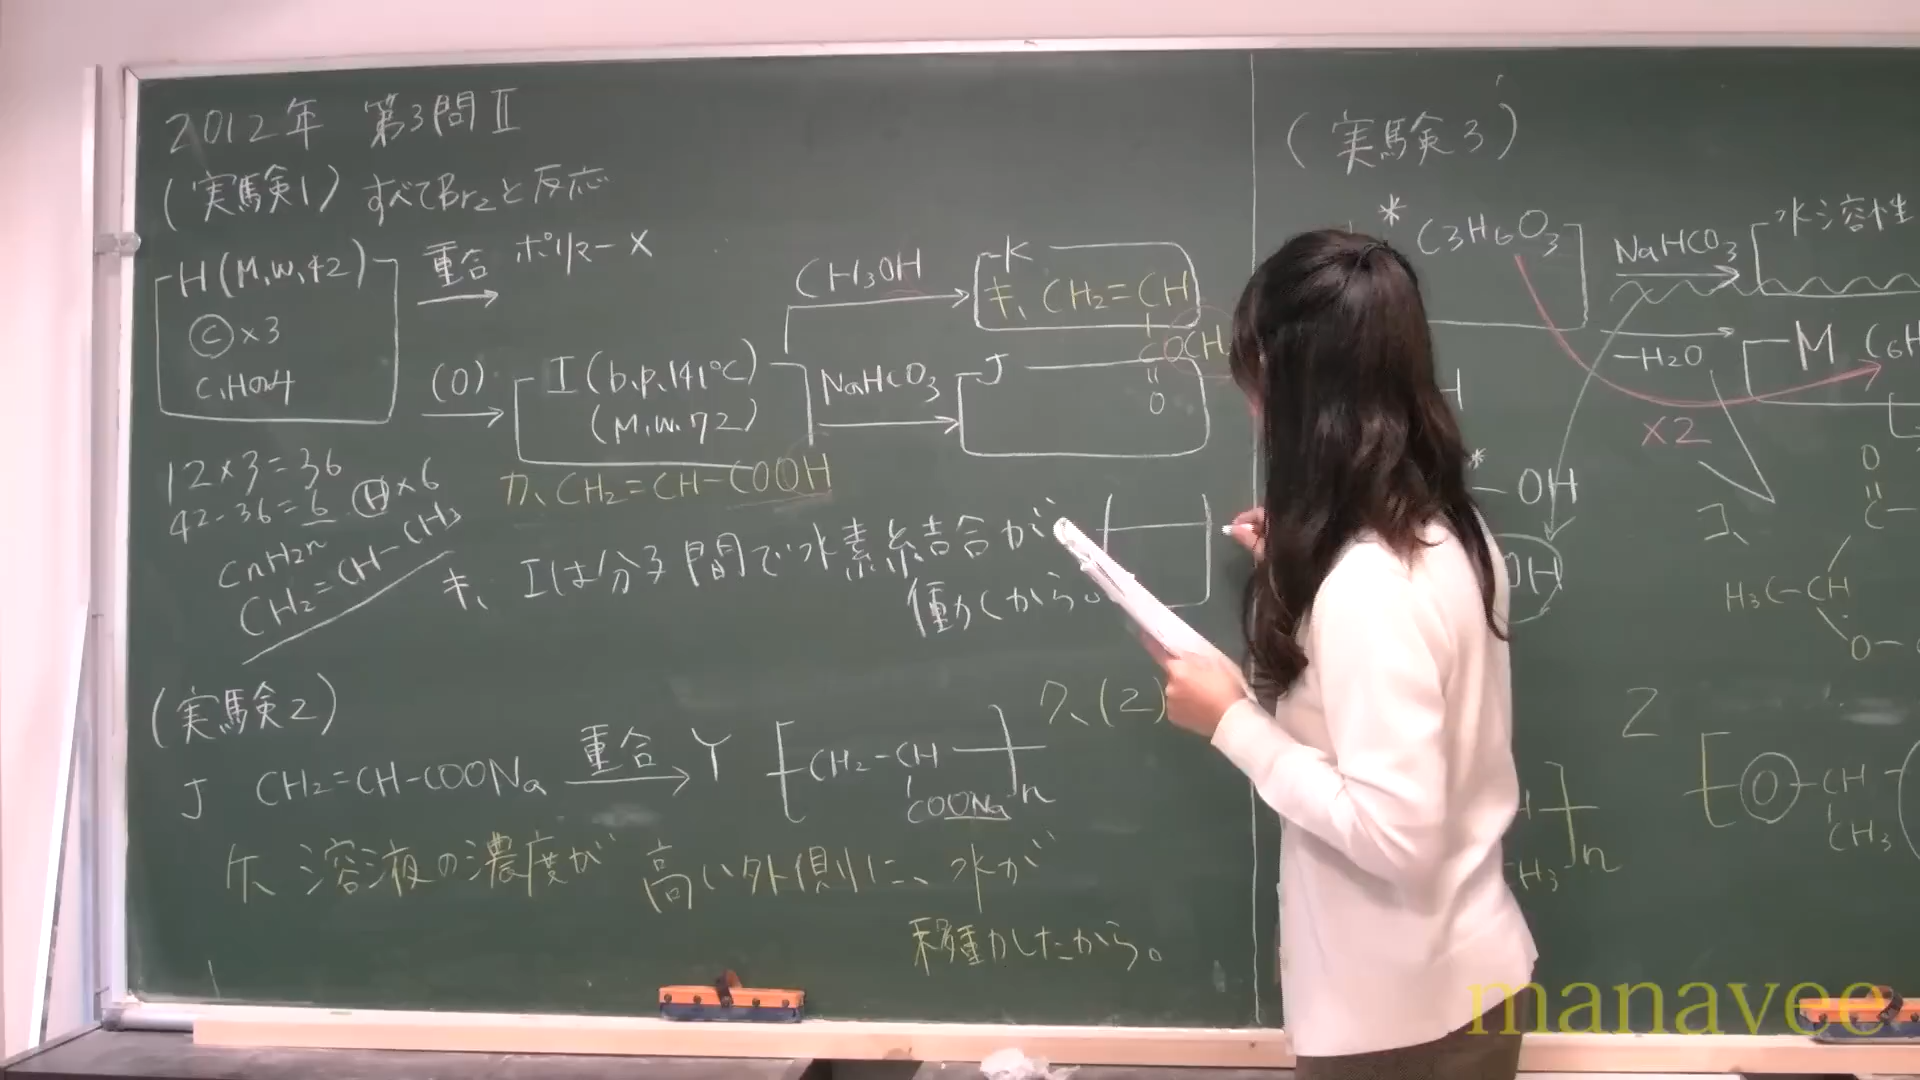 2012年 第3問Ⅱ
(実験1) すべてBr₂と反応
H(M.W.42) 重合 ポリマーX
Ⓒ×3
(O)
I(b.p.141℃)
(M.W.72)
CH₃OH
K
キ、CH₂=CH
O
NaHCO₃
J
12×3=36
42-36=6 Ⓗ×6
CnH2n
CH₂=CH-CH₃
カ、CH₂=CH-COOH
キ、Iは分子間で水素結合が
働くから。
(実験2)
J CH₂=CH-COONa 重合 Y [CH₂-CH]n
COONa
ク、(2)
ケ、溶液の濃度が高い外側に、水が
移動したから。
(実験3)
* C₃H₆O₃ NaHCO₃ 水溶性
-H₂O M
×2
* -OH
OH
コ、
O
C-
H₃C-CH
O-
Z
[O-CH
CH₃
]n
manavee